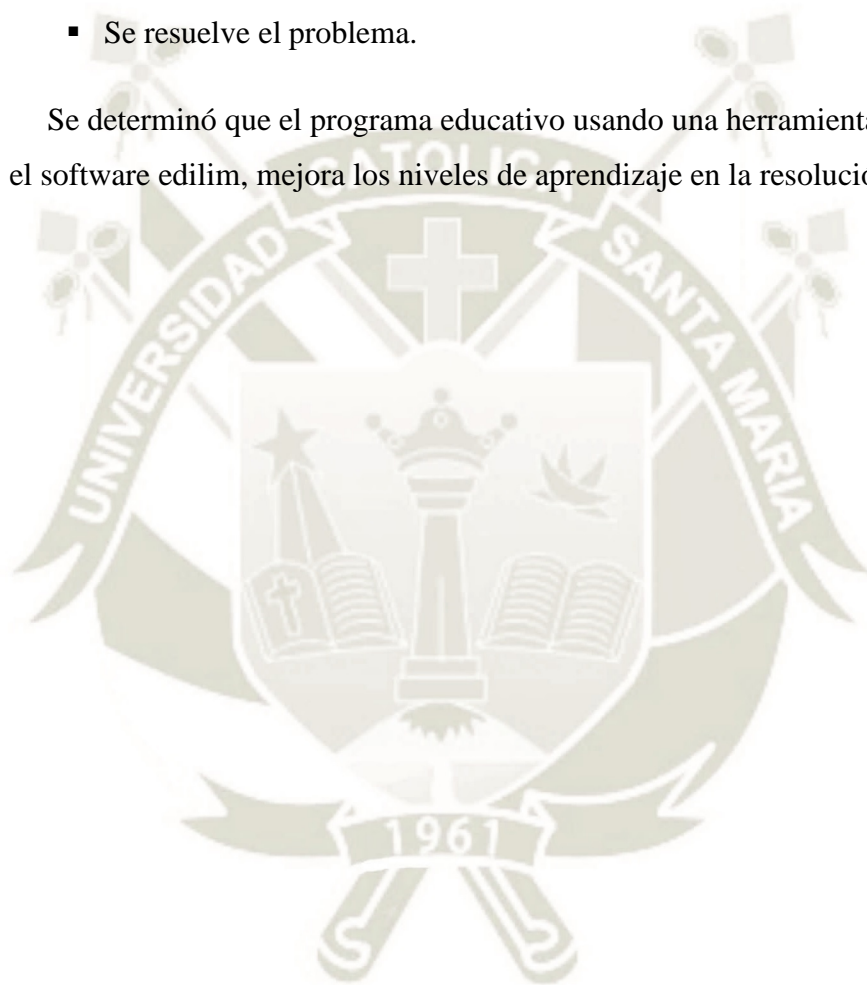 ▪ Se resuelve el problema.
Se determinó que el programa educativo usando una herramienta
el software edilim, mejora los niveles de aprendizaje en la
CATOLICA
UNIVERSIDAD
SANTA MARIA
1961